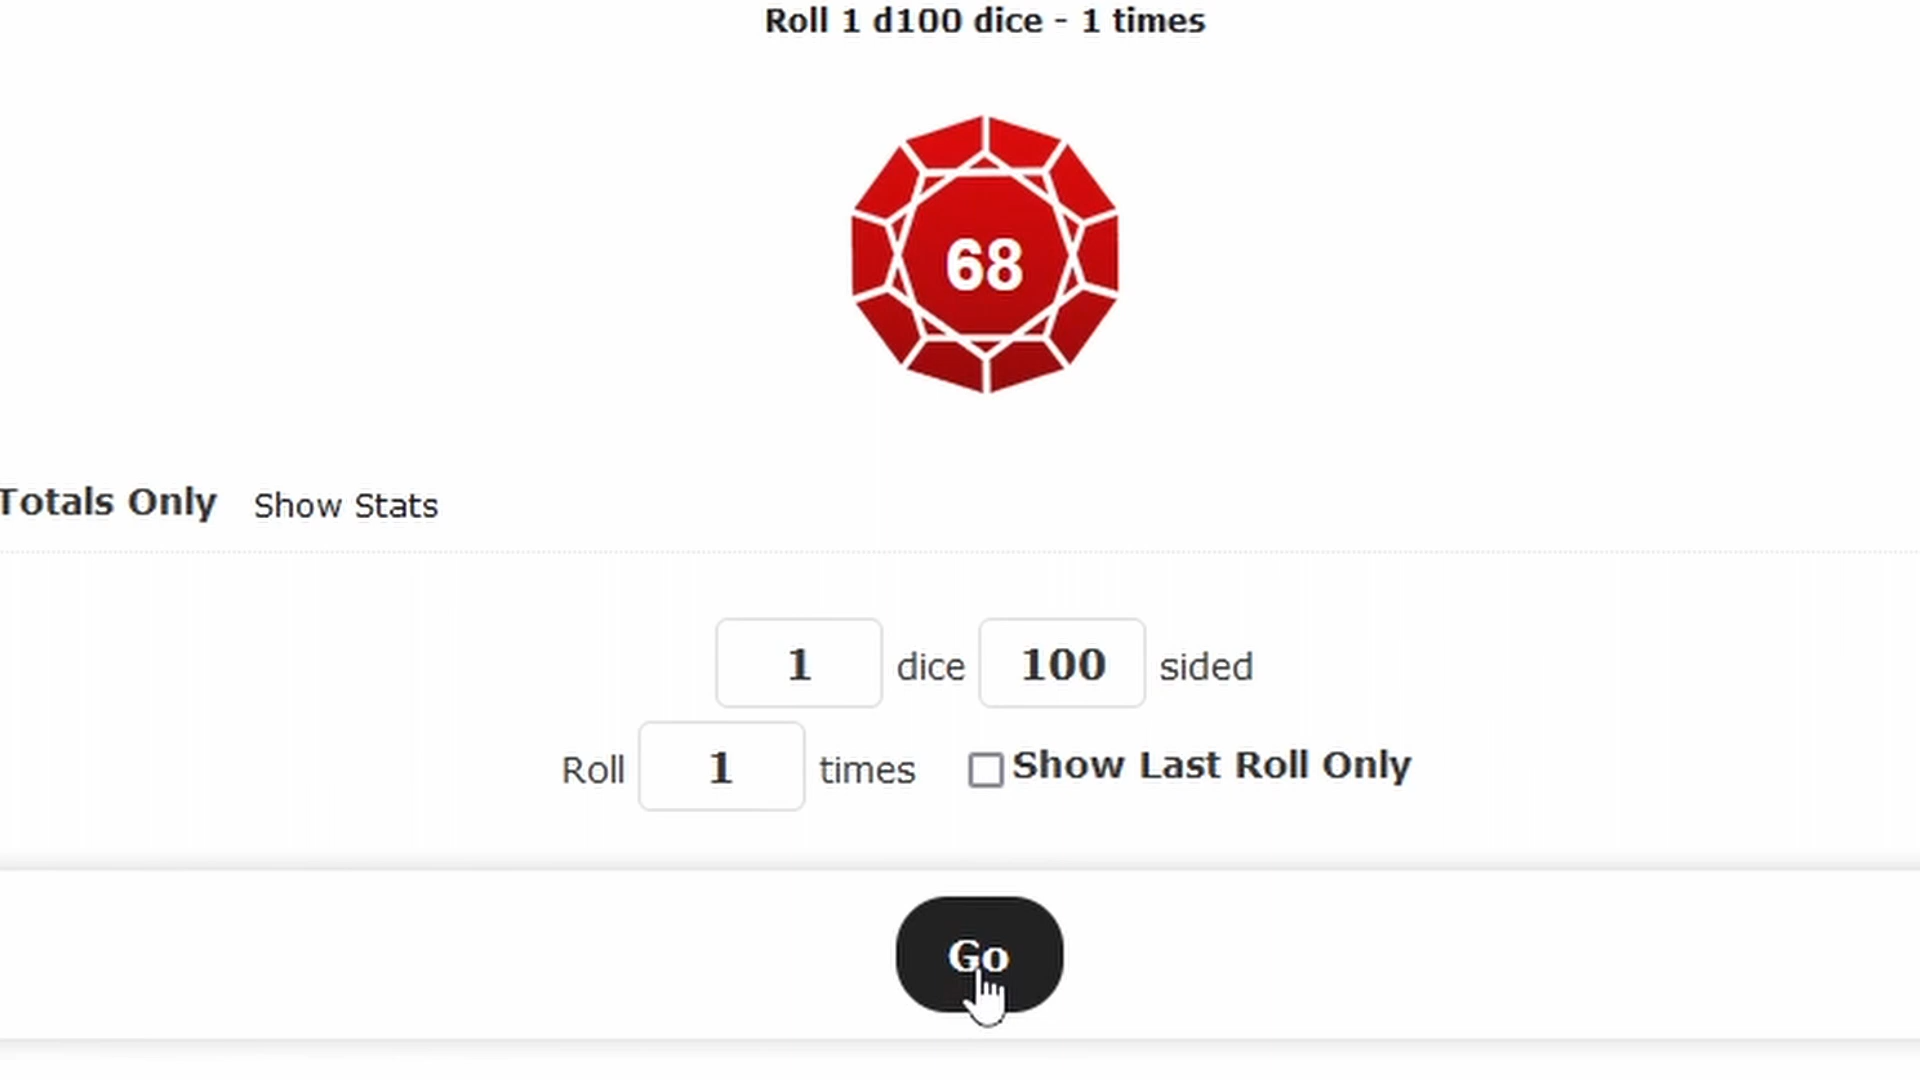 Roll 1 d100 dice - 1 times
68
Totals Only Show Stats
1 dice 100 sided
Roll 1 times Show Last Roll Only
Go